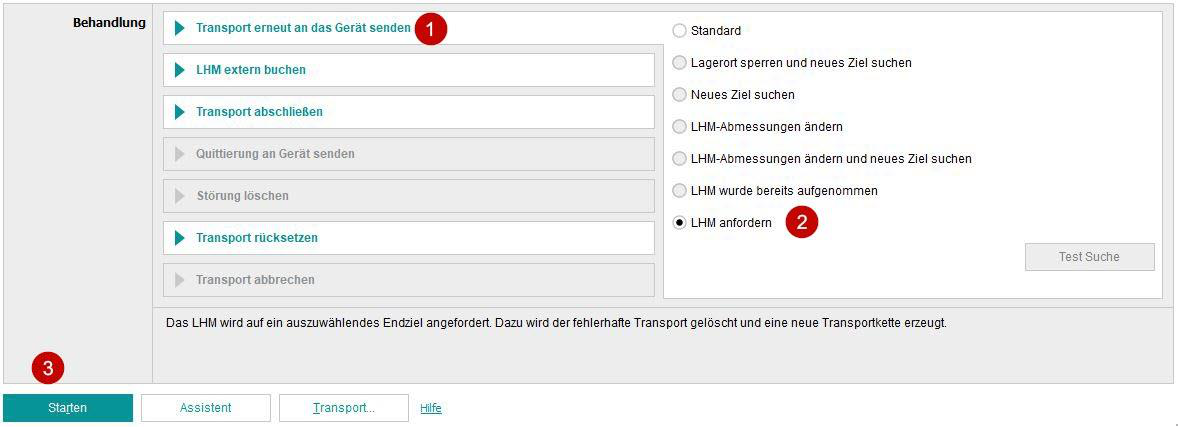 Behandlung
Transport erneut an das Gerät senden
1
LHM extern buchen
Transport abschließen
Quittierung an Gerät senden
Störung löschen
Transport rücksetzen
Transport abbrechen
Standard
Lagerort sperren und neues Ziel suchen
Neues Ziel suchen
LHM-Abmessungen ändern
LHM-Abmessungen ändern und neues Ziel suchen
LHM wurde bereits aufgenommen
LHM anfordern
2
Test Suche
Das LHM wird auf ein auszuwählendes Endziel angefordert. Dazu wird der fehlerhafte Transport gelöscht und eine neue Transportkette erzeugt.
3
Starten
Assistent
Transport...
Hilfe